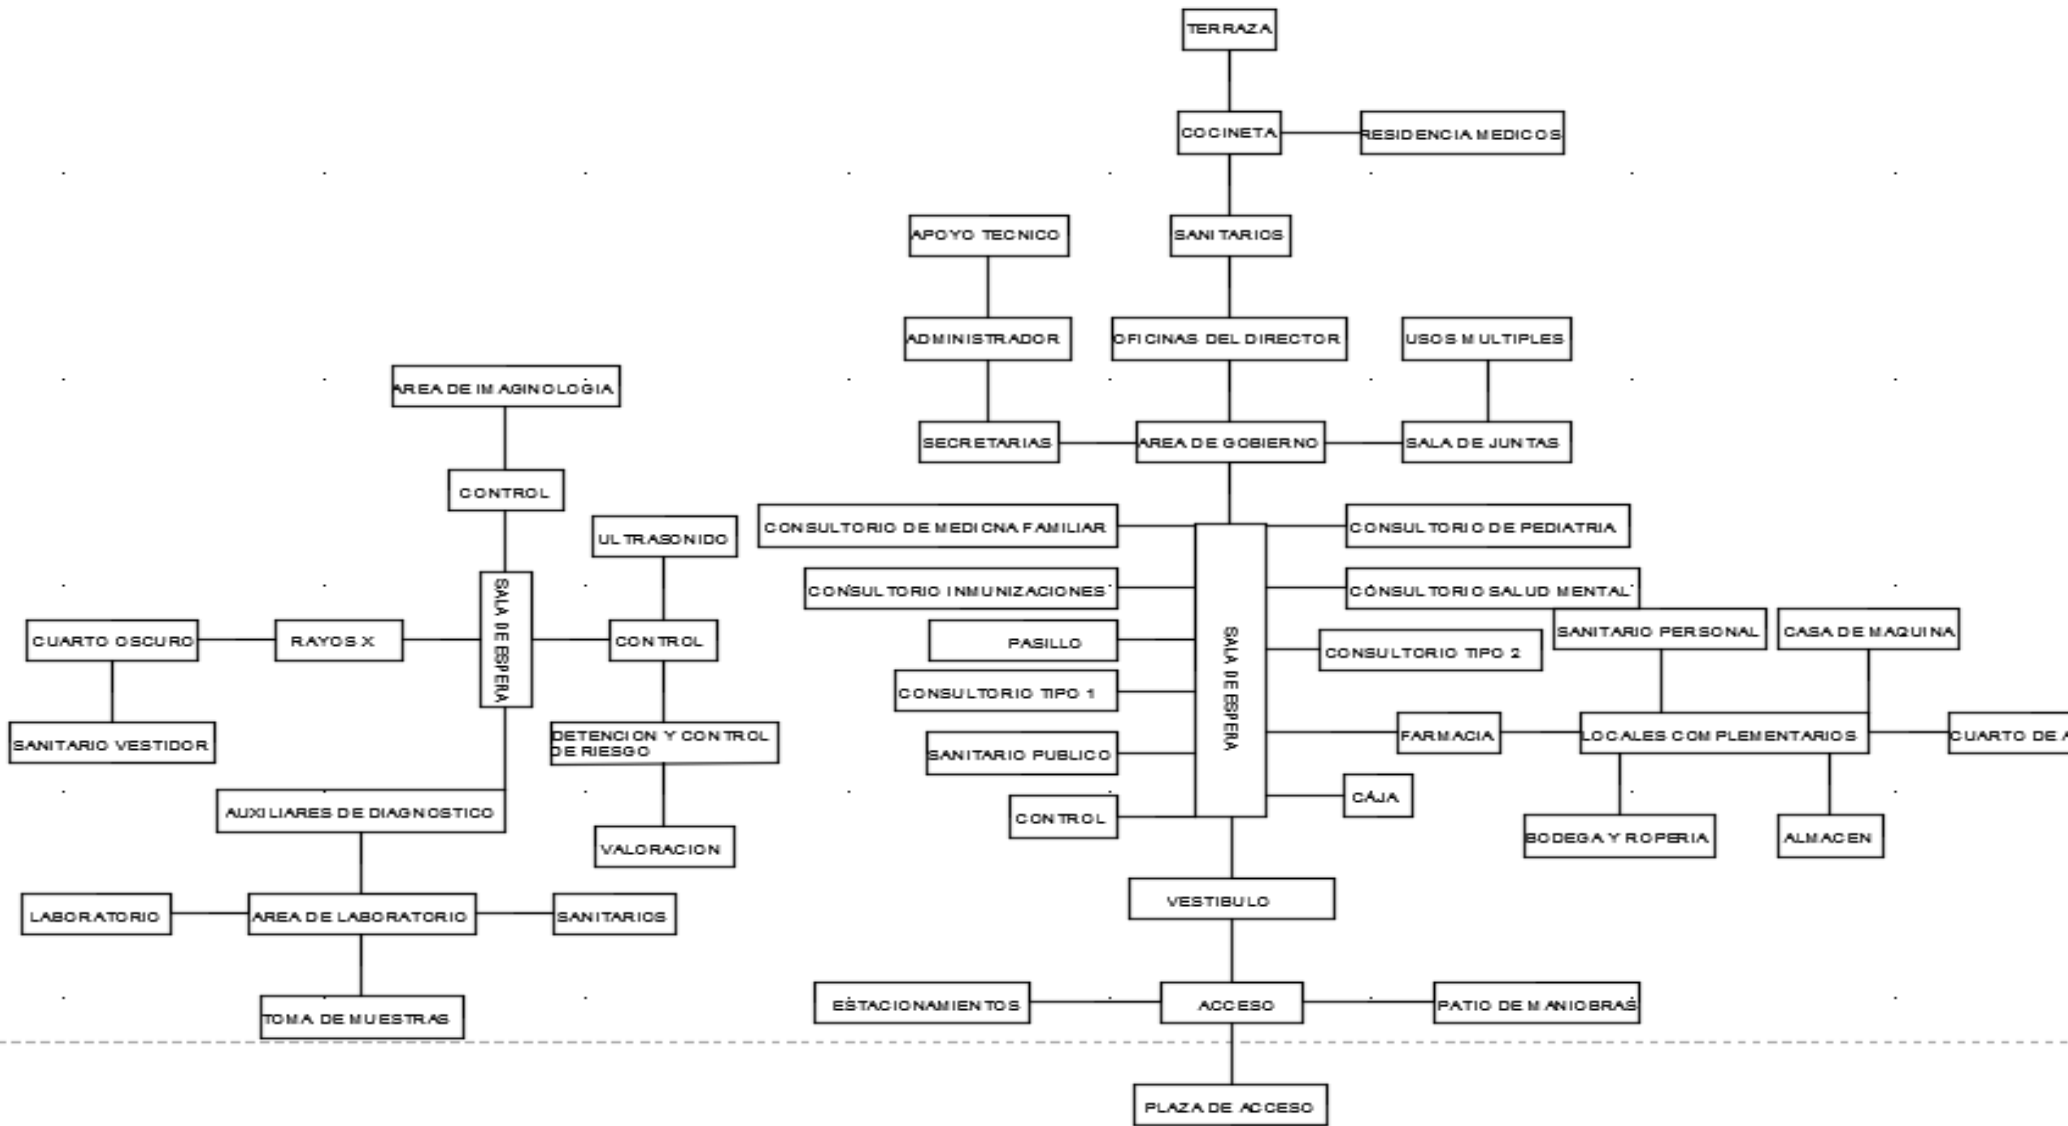 TERRAZA
COCINETA
RESIDENCIA MEDICOS
APOYO TECNICO
SANITARIOS
ADMINISTRADOR
OFICINAS DEL DIRECTOR
USOS MULTIPLES
AREA DE IMAGINOLOGIA
SECRETARIAS
AREA DE GOBIERNO
SALA DE JUNTAS
CONTROL
ULTRASONIDO
CONSULTORIO DE MEDICNA FAMILIAR
CONSULTORIO DE PEDIATRIA
SALA DE ESPERA
CONSULTORIO INMUNIZACIONES
CONSULTORIO SALUD MENTAL
CUARTO OSCURO
RAYOS X
CONTROL
PASILLO
SALA DE ESPERA
CONSULTORIO TIPO 2
SANITARIO PERSONAL
CASA DE MAQUINA
CONSULTORIO TIPO 1
SANITARIO VESTIDOR
DETENCION Y CONTROL
DE RIESGO
SANITARIO PUBLICO
FARMACIA
LOCALES COMPLEMENTARIOS
CUARTO DE A
AUXILIARES DE DIAGNOSTICO
CONTROL
CAJA
VALORACION
BODEGA Y ROPERIA
ALMACEN
LABORATORIO
AREA DE LABORATORIO
SANITARIOS
VESTIBULO
TOMA DE MUESTRAS
ESTACIONAMIENTOS
ACCESO
PATIO DE MANIOBRAS
PLAZA DE ACCESO